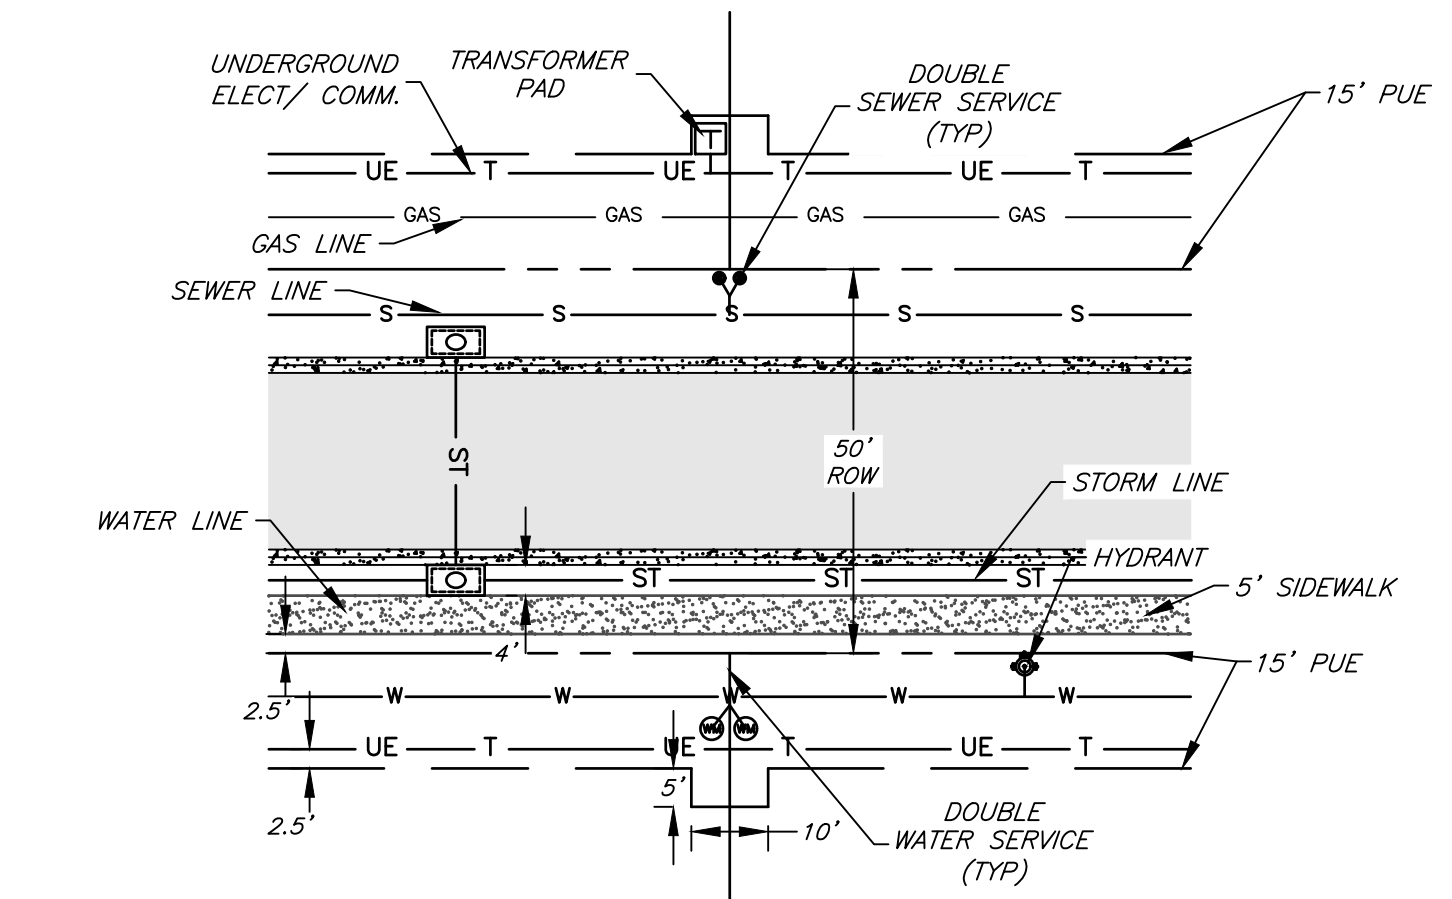 UNDERGROUND
ELECT/ COMM.
TRANSFORMER
PAD
DOUBLE
SEWER SERVICE
(TYP)
15' PUE
T
UE T UE T UE T
GAS GAS GAS GAS
GAS LINE
SEWER LINE
S S S S S
ST
50'
ROW
STORM LINE
WATER LINE
HYDRANT
ST ST ST
5' SIDEWALK
4'
15' PUE
W W W W W
2.5'
WM WM
UE T UE T UE T
5'
2.5'
10'
DOUBLE
WATER SERVICE
(TYP)